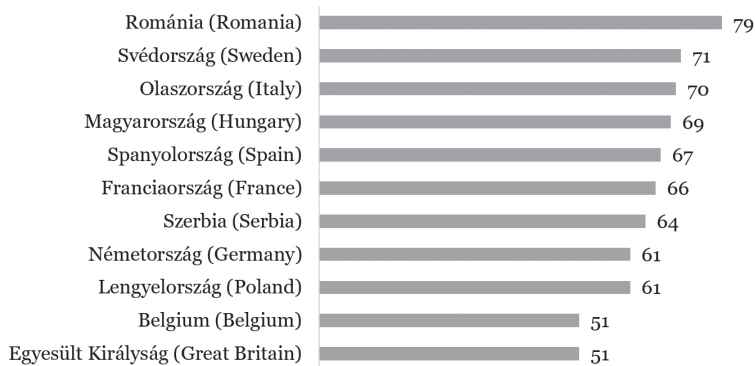 Románia (Romania) 79
Svédország (Sweden) 71
Olaszország (Italy) 70
Magyarország (Hungary) 69
Spanyolország (Spain) 67
Franciaország (France) 66
Szerbia (Serbia) 64
Németország (Germany) 61
Lengyelország (Poland) 61
Belgium (Belgium) 51
Egyesült Királyság (Great Britain) 51